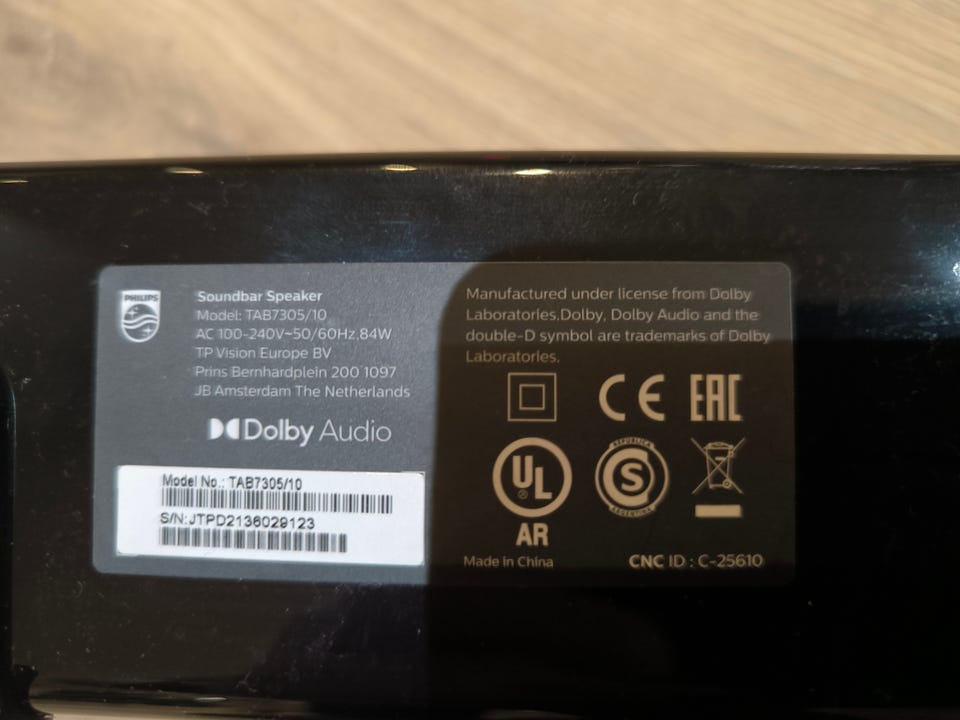 PHILIPS
Soundbar Speaker
Model: TAB7305/10
AC 100-240V~50/60Hz,84W
TP Vision Europe BV
Prins Bernhardplein 200 1097
JB Amsterdam The Netherlands
Dolby Audio
Model No.: TAB7305/10
S/N:JTPD2136029123
Manufactured under license from Dolby
Laboratories.Dolby, Dolby Audio and the
double-D symbol are trademarks of Dolby
Laboratories.
CE EAC
UL
REPUBLICA
S
ARGENTINA
AR
Made in China
CNC ID : C-25610